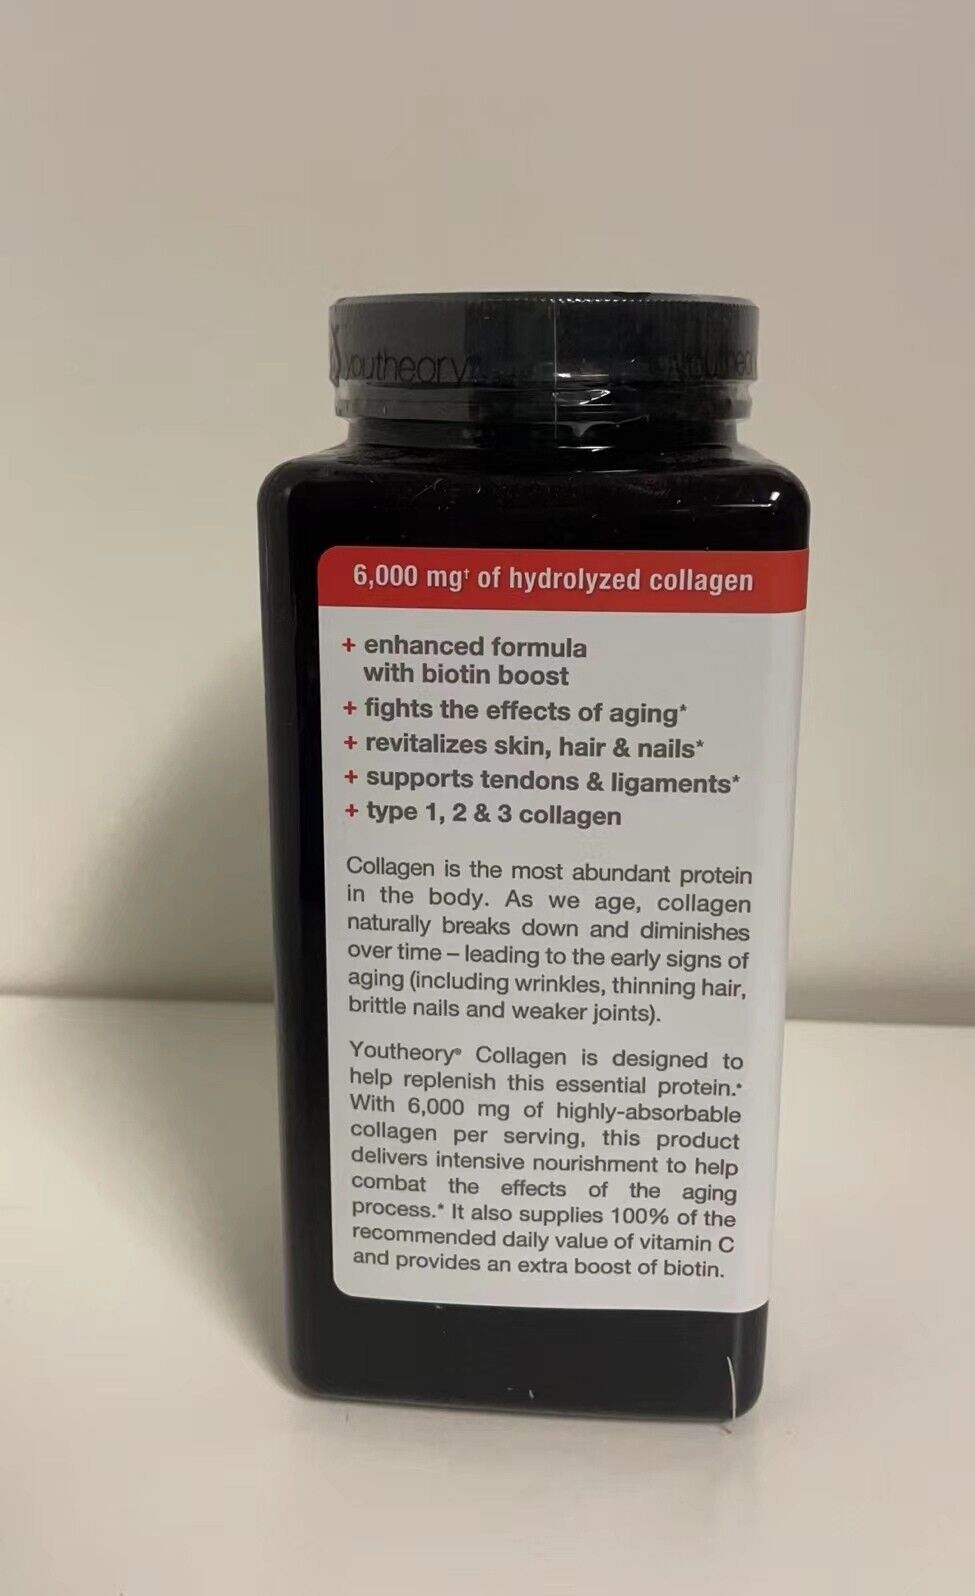 youtheory
6,000 mg† of hydrolyzed collagen
+ enhanced formula
with biotin boost
+ fights the effects of aging*
+ revitalizes skin, hair & nails*
+ supports tendons & ligaments*
+ type 1, 2 & 3 collagen
Collagen is the most abundant protein
in the body. As we age, collagen
naturally breaks down and diminishes
over time – leading to the early signs of
aging (including wrinkles, thinning hair,
brittle nails and weaker joints).
Youtheory® Collagen is designed to
help replenish this essential protein.*
With 6,000 mg of highly-absorbable
collagen per serving, this product
delivers intensive nourishment to help
combat the effects of the aging
process.* It also supplies 100% of the
recommended daily value of vitamin C
and provides an extra boost of biotin.